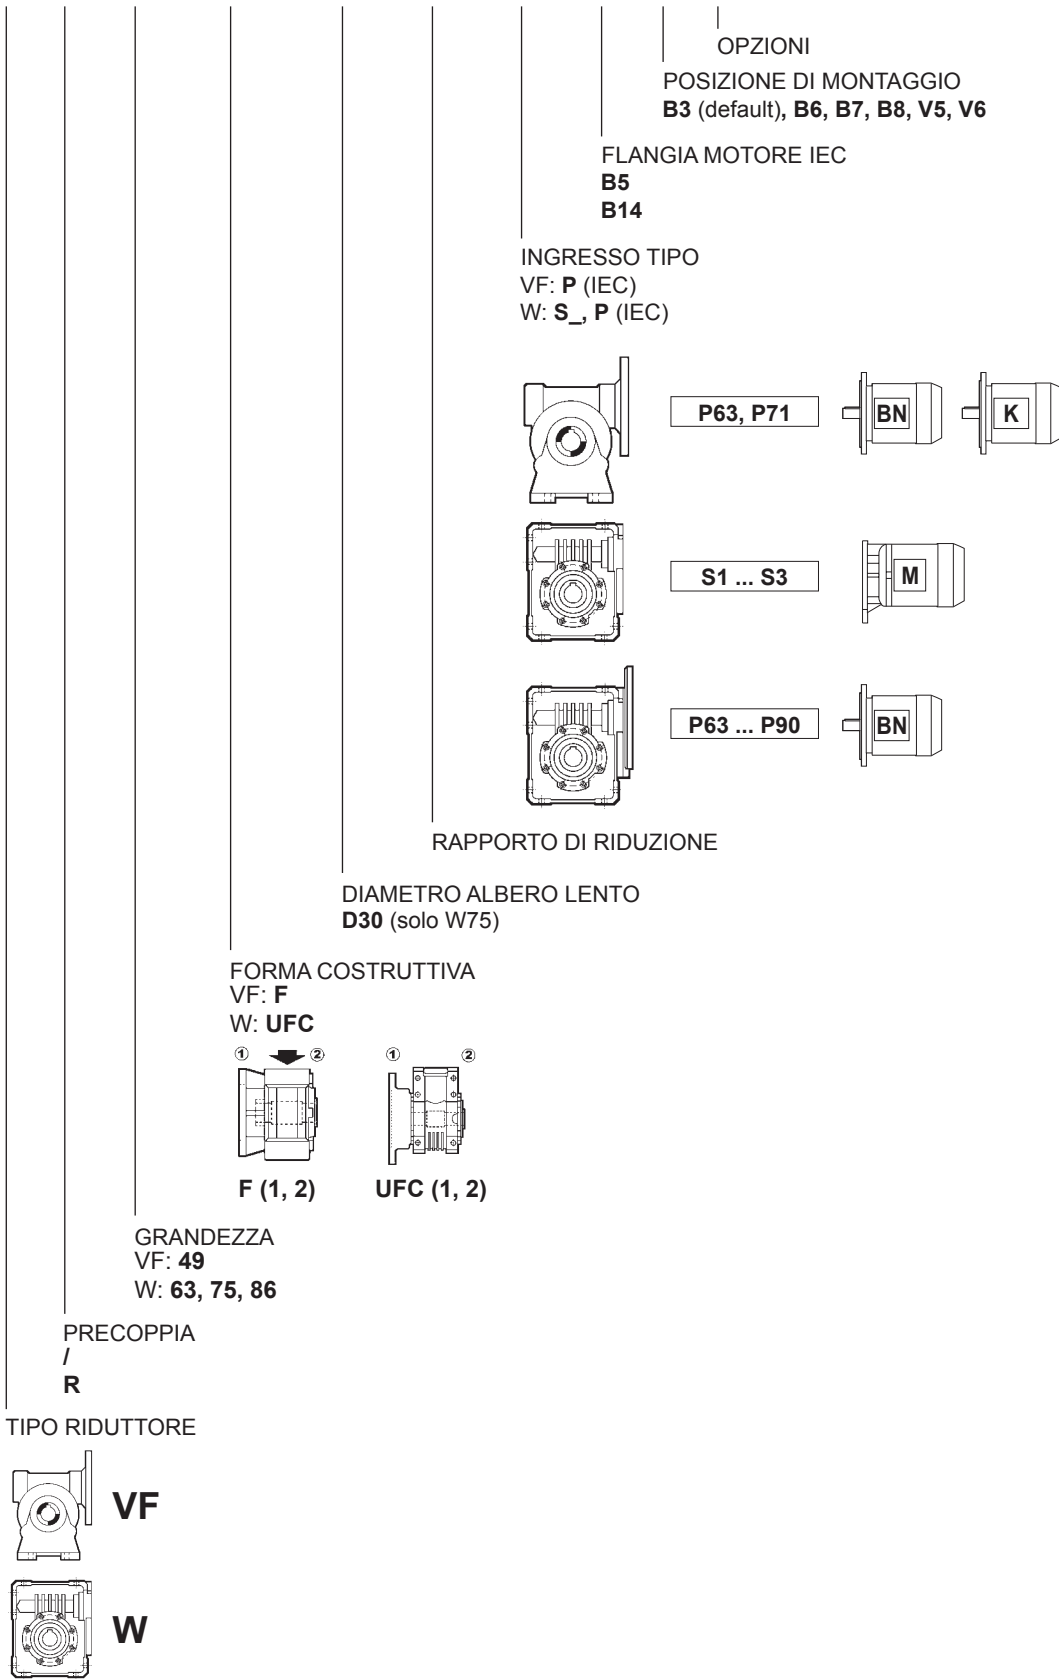 OPZIONI
POSIZIONE DI MONTAGGIO
B3 (default), B6, B7, B8, V5, V6
FLANGIA MOTORE IEC
B5
B14
INGRESSO TIPO
VF: P (IEC)
W: S_, P (IEC)
P63, P71
BN
K
S1 ... S3
M
P63 ... P90
BN
RAPPORTO DI RIDUZIONE
DIAMETRO ALBERO LENTO
D30 (solo W75)
FORMA COSTRUTTIVA
VF: F
W: UFC
① ②
① ②
F (1, 2)
UFC (1, 2)
GRANDEZZA
VF: 49
W: 63, 75, 86
PRECOPPIA
/
R
TIPO RIDUTTORE
VF
W